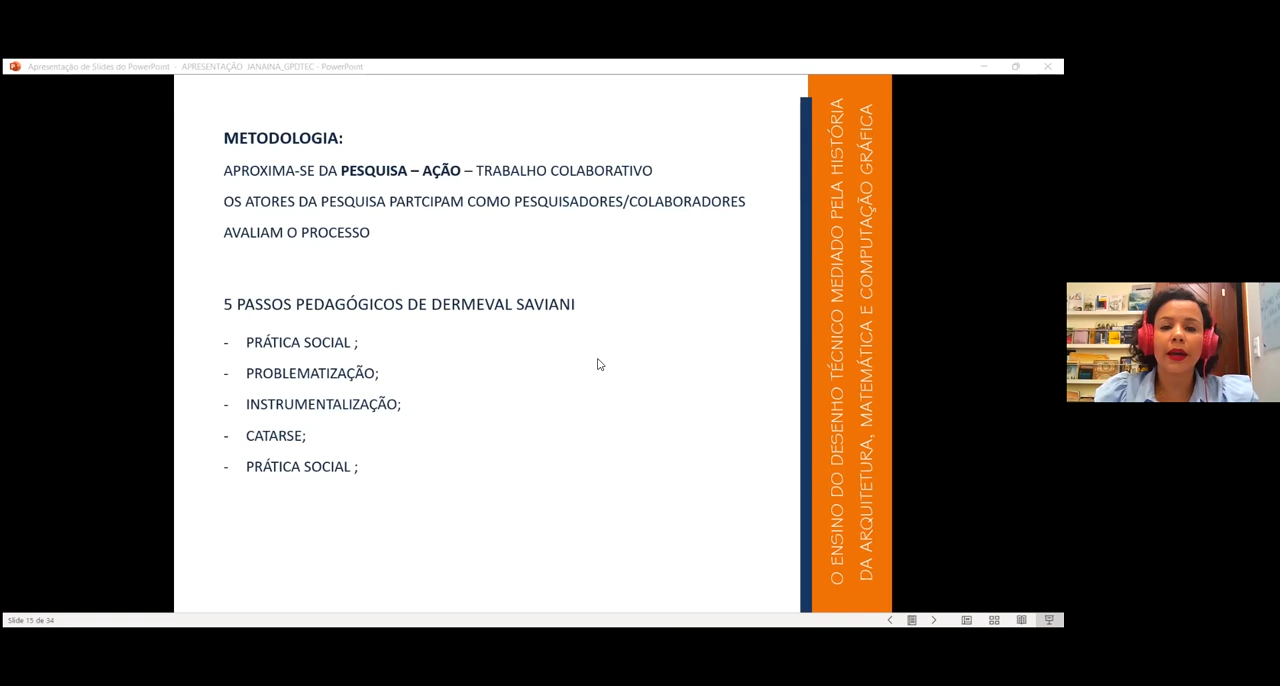 Apresentação de Slides do PowerPoint - APRESENTAÇÃO JANAINA_GPDTEC - PowerPoint
METODOLOGIA:
APROXIMA-SE DA PESQUISA – AÇÃO – TRABALHO COLABORATIVO
OS ATORES DA PESQUISA PARTCIPAM COMO PESQUISADORES/COLABORADORES
AVALIAM O PROCESSO
5 PASSOS PEDAGÓGICOS DE DERMEVAL SAVIANI
- PRÁTICA SOCIAL ;
- PROBLEMATIZAÇÃO;
- INSTRUMENTALIZAÇÃO;
- CATARSE;
- PRÁTICA SOCIAL ;
O ENSINO DO DESENHO TÉCNICO MEDIADO PELA HISTÓRIA
DA ARQUITETURA, MATEMÁTICA E COMPUTAÇÃO GRÁFICA
Slide 15 de 34